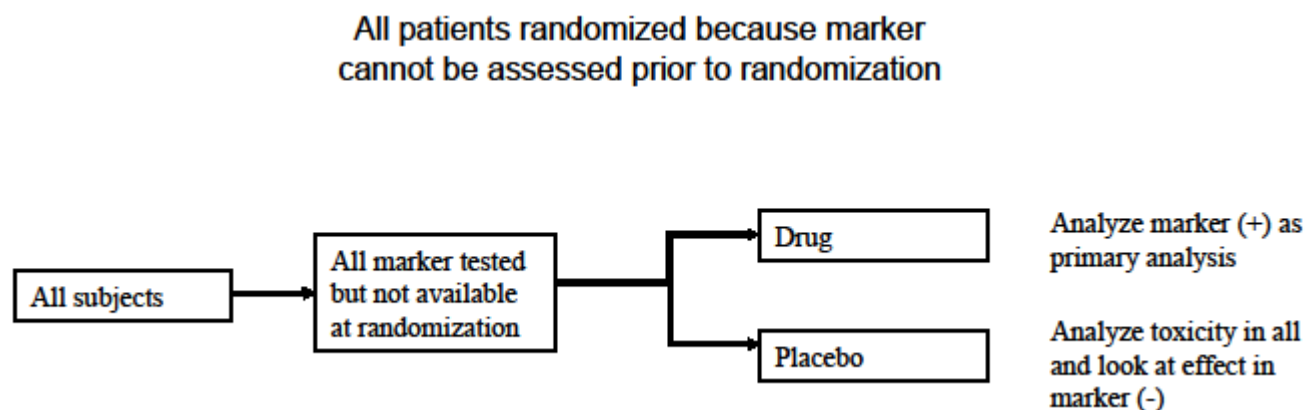 All patients randomized because marker
cannot be assessed prior to randomization
All subjects
All marker tested
but not available
at randomization
Drug
Placebo
Analyze marker (+) as
primary analysis
Analyze toxicity in all
and look at effect in
marker (-)